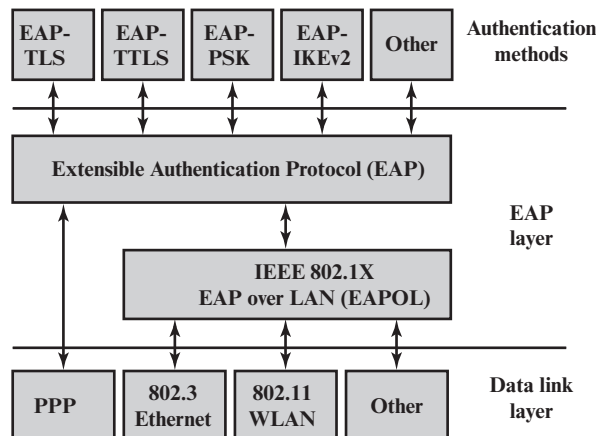 EAP-
TLS
EAP-
TTLS
EAP-
PSK
EAP-
IKEv2
Other
Authentication
methods
Extensible Authentication Protocol (EAP)
EAP
layer
IEEE 802.1X
EAP over LAN (EAPOL)
PPP
802.3
Ethernet
802.11
WLAN
Other
Data link
layer